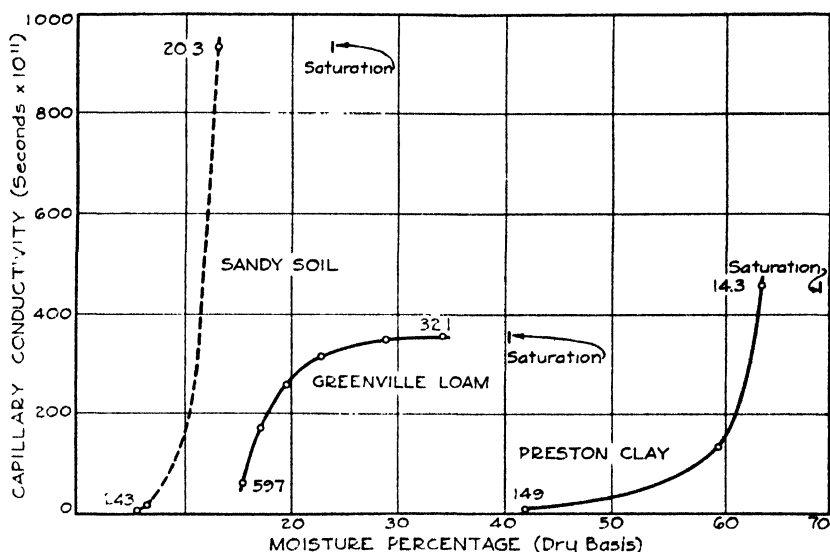 CAPILLARY CONDUCTIVITY (Seconds × 10¹¹)
1000
800
600
400
200
0
20.3
Saturation
SANDY SOIL
Saturation
14.3
321
Saturation
GREENVILLE LOAM
597
PRESTON CLAY
149
20
30
40
50
60
70
MOISTURE PERCENTAGE (Dry Basis)